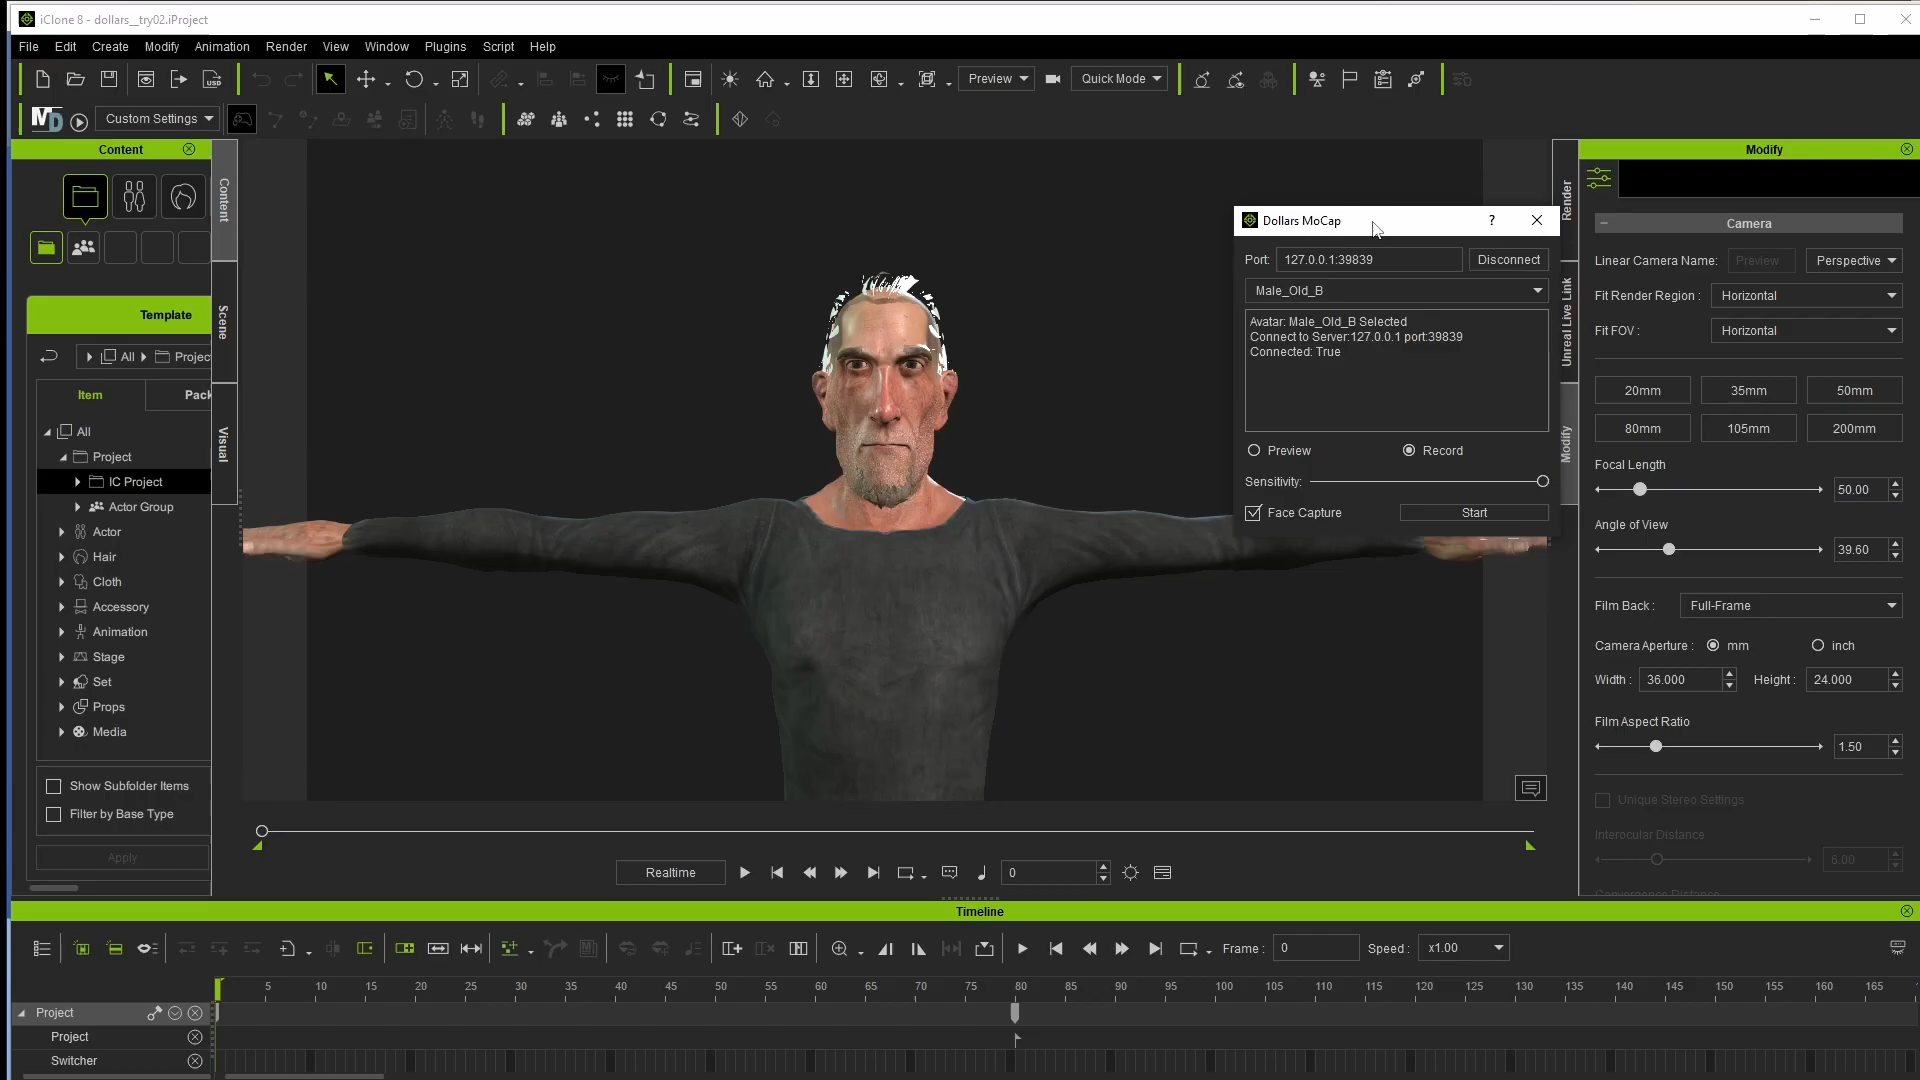 iClone 8 - dollars__try02.iProject
File Edit Create Modify Animation Render View Window Plugins Script Help
Preview
Quick Mode
MD
Custom Settings
Content
Content
Scene
Visual
Template
All
Projec
Item
Pack
All
Project
IC Project
Actor Group
Actor
Hair
Cloth
Accessory
Animation
Stage
Set
Props
Media
Show Subfolder Items
Filter by Base Type
Apply
Dollars MoCap
Port: 127.0.0.1:39839 Disconnect
Male_Old_B
Avatar: Male_Old_B Selected
Connect to Server:127.0.0.1 port:39839
Connected: True
Preview Record
Sensitivity:
Face Capture Start
Render
Unreal Live Link
Modify
Modify
Camera
Linear Camera Name: Preview Perspective
Fit Render Region : Horizontal
Fit FOV : Horizontal
20mm 35mm 50mm
80mm 105mm 200mm
Focal Length
50.00
Angle of View
39.60
Film Back : Full-Frame
Camera Aperture : mm inch
Width : 36.000 Height : 24.000
Film Aspect Ratio
1.50
Unique Stereo Settings
Interocular Distance
6.00
Convergence Distance
Realtime 0
Timeline
Frame : 0 Speed : x1.00
5 10 15 20 25 30 35 40 45 50 55 60 65 70 75 80 85 90 95 100 105 110 115 120 125 130 135 140 145 150 155 160 165
Project
Project
Switcher